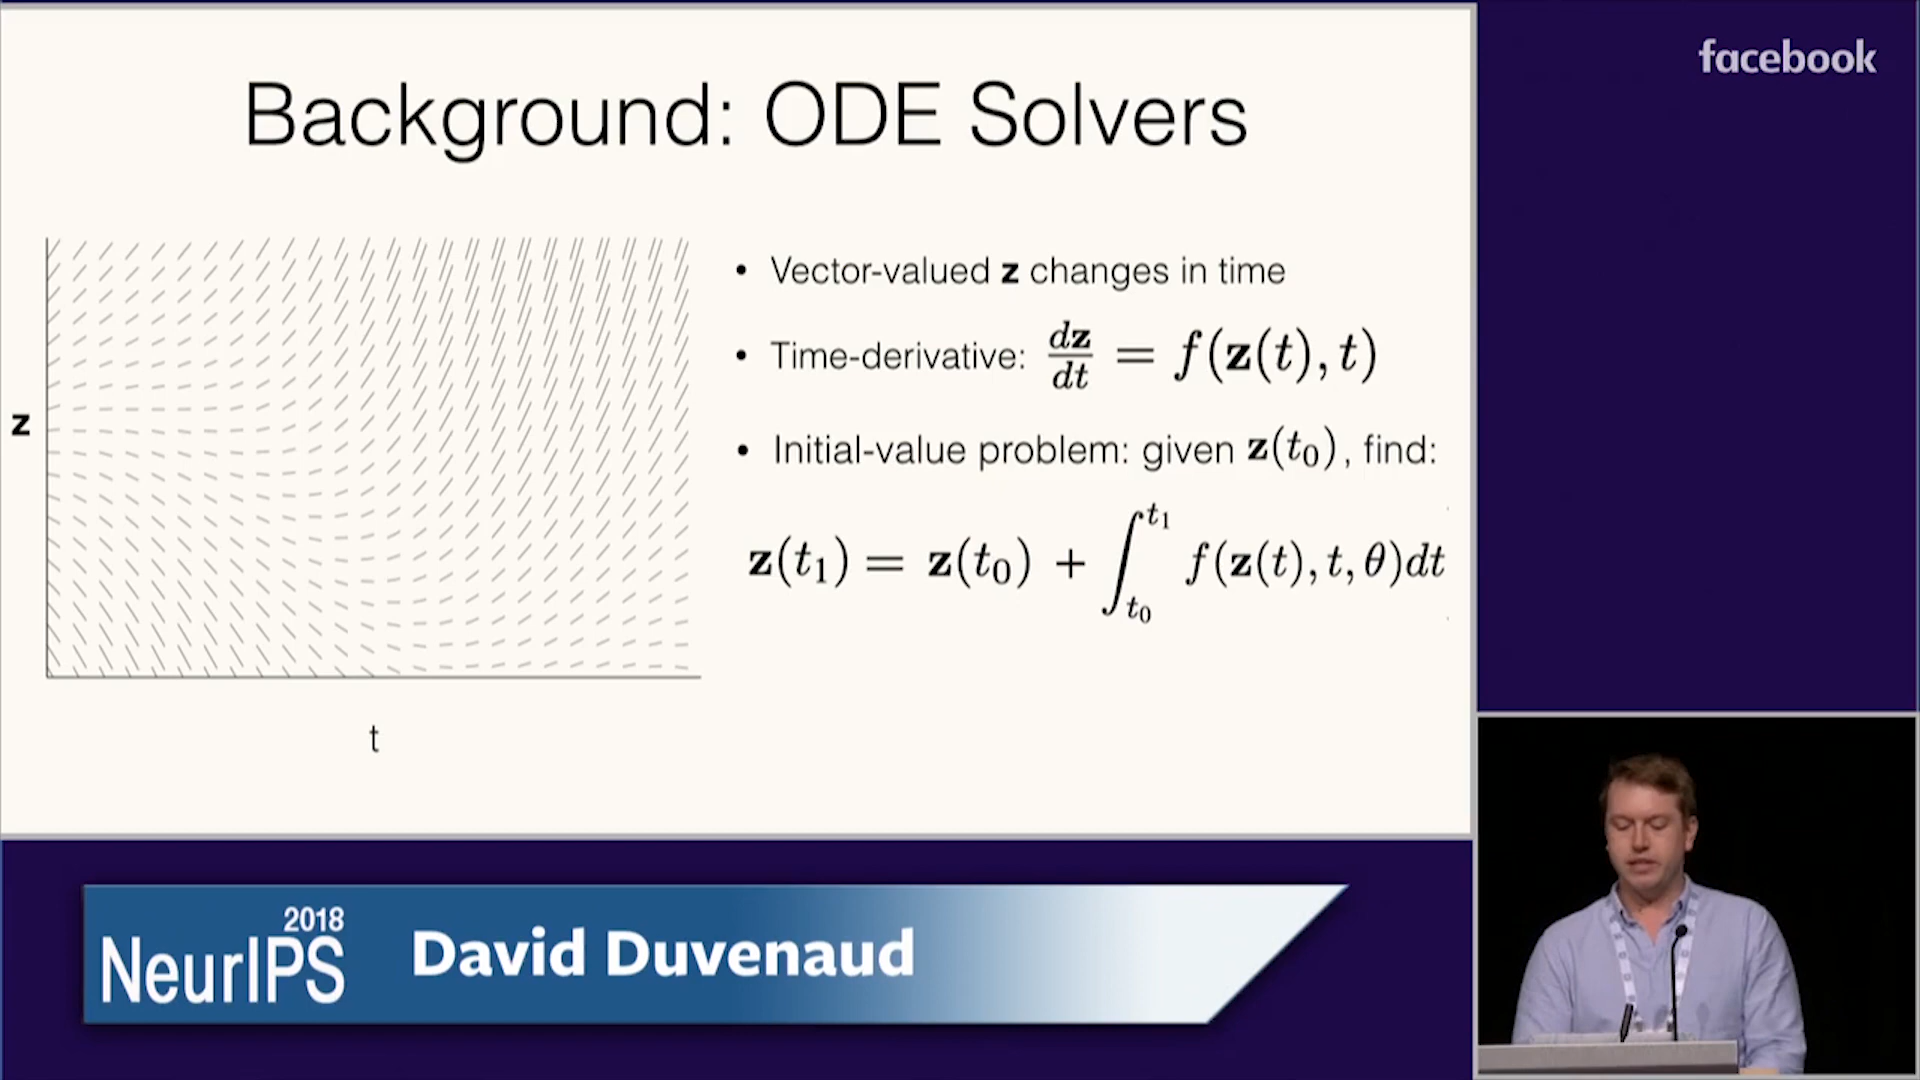 facebook
Background: ODE Solvers
• Vector-valued z changes in time
• Time-derivative: dz/dt = f(z(t), t)
• Initial-value problem: given z(t₀), find:
z(t₁) = z(t₀) + ∫_{t₀}^{t₁} f(z(t), t, θ)dt
z
t
2018
NeurIPS
David Duvenaud